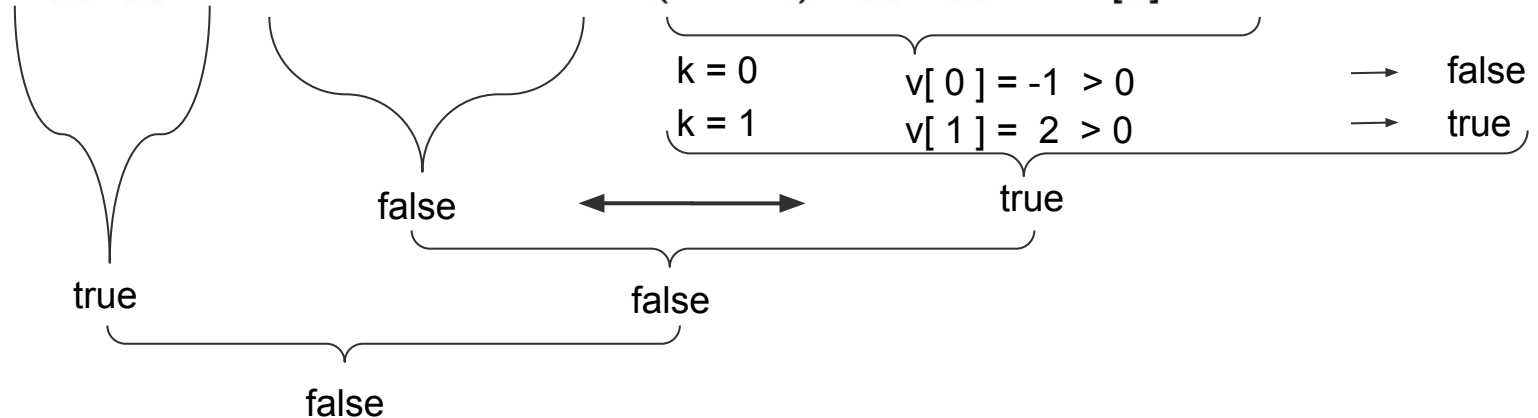 k = 0 v[ 0 ] = -1 > 0 false
k = 1 v[ 1 ] = 2 > 0 true
false true
true false
false